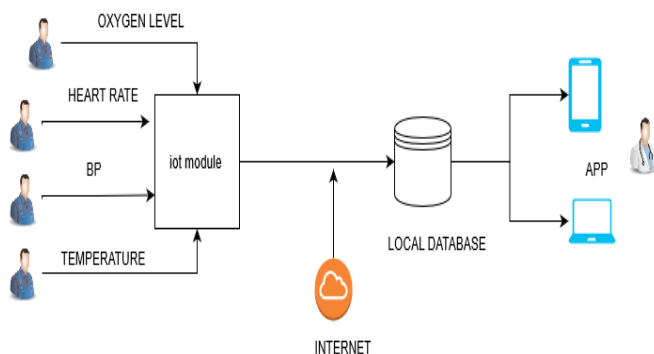 OXYGEN LEVEL
HEART RATE
iot module
BP
APP
LOCAL DATABASE
TEMPERATURE
INTERNET